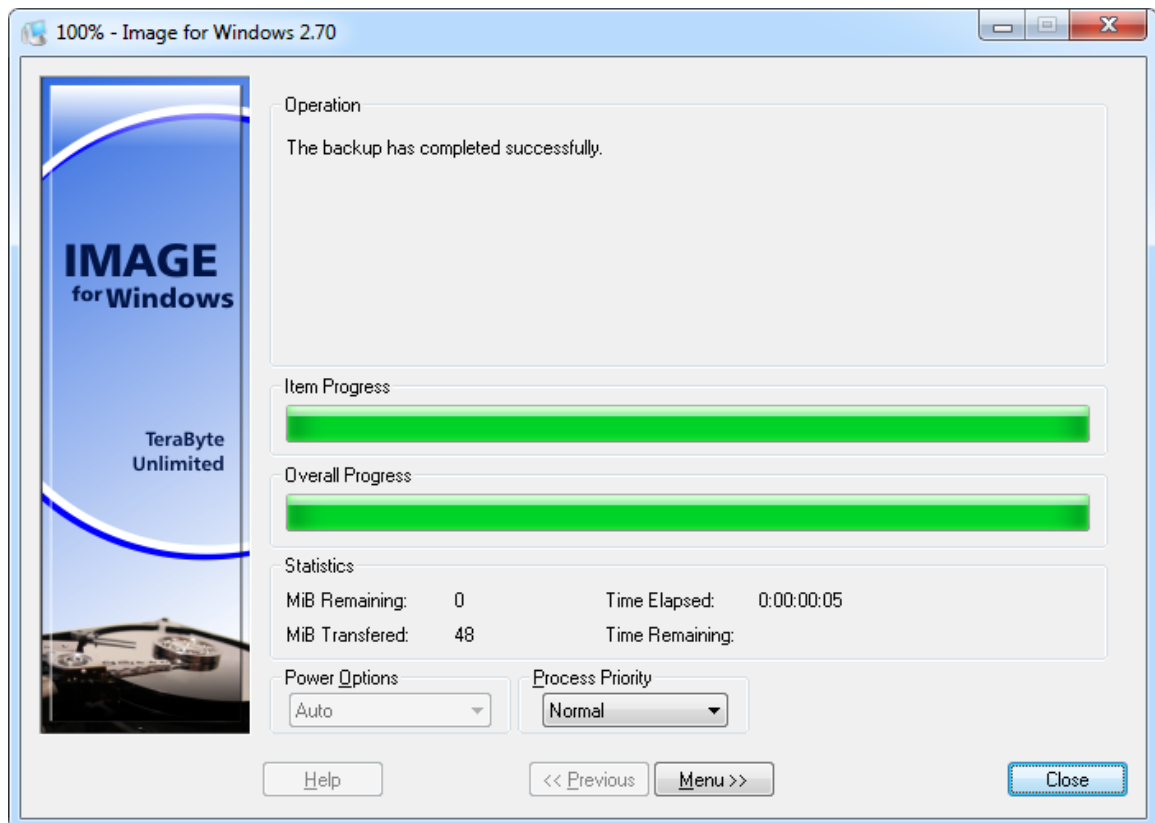 100% - Image for Windows 2.70
IMAGE
for Windows
TeraByte
Unlimited
Operation
The backup has completed successfully.
Item Progress
Overall Progress
Statistics
MiB Remaining: 0 Time Elapsed: 0:00:00:05
MiB Transfered: 48 Time Remaining:
Power Options Process Priority
Auto Normal
Help << Previous Menu >> Close